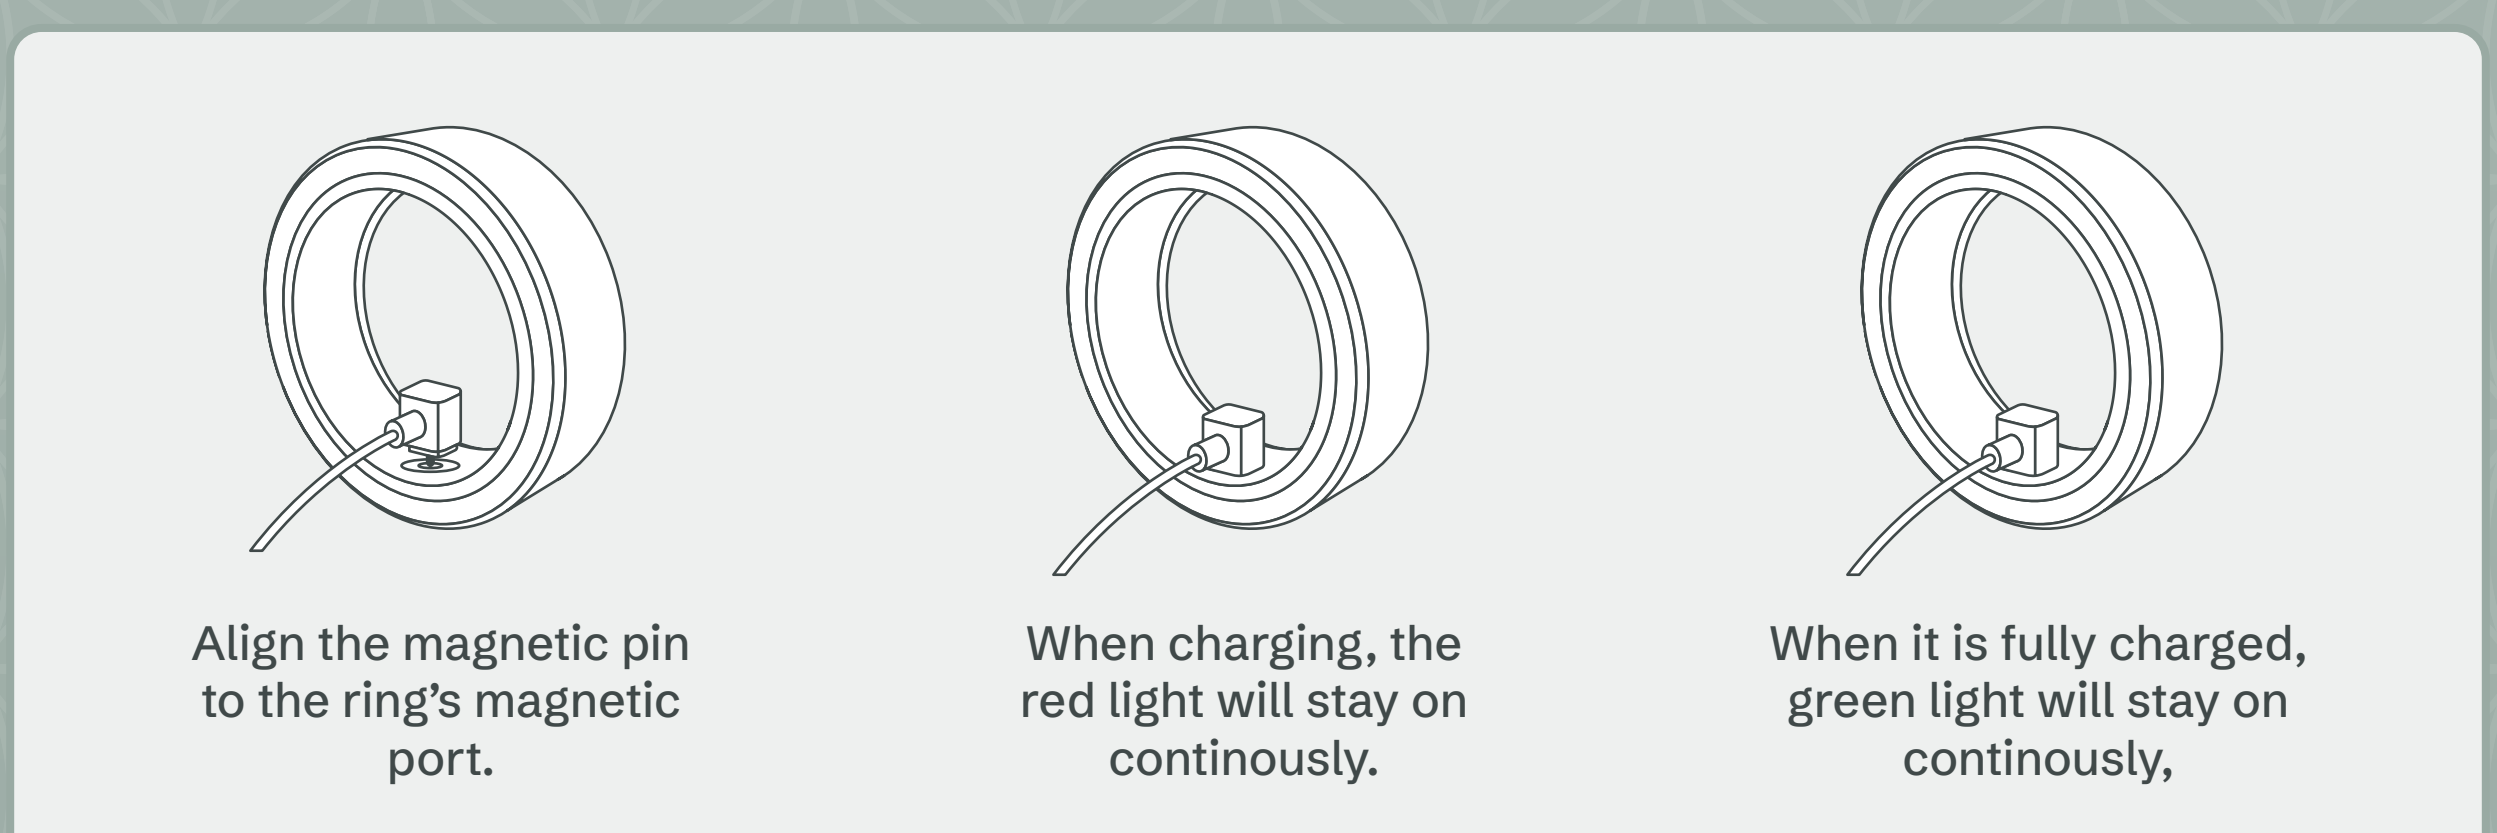 Align the magnetic pin
to the ring’s magnetic
port.
When charging, the
red light will stay on
continously.
When it is fully charged,
green light will stay on
continously,